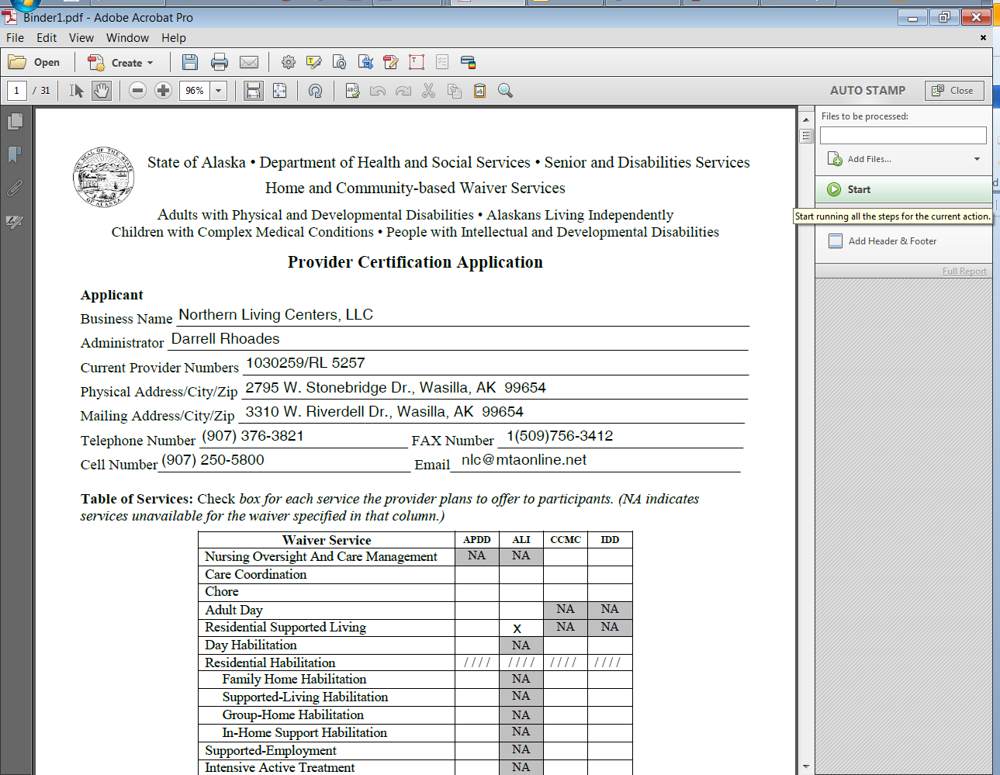 Binder1.pdf - Adobe Acrobat Pro
File Edit View Window Help
Open Create
1 / 31 96% AUTO STAMP Close
Files to be processed:
Add Files...
Start
Start running all the steps for the current action.
Add Header & Footer
Full Report
State of Alaska • Department of Health and Social Services • Senior and Disabilities Services
Home and Community-based Waiver Services
Adults with Physical and Developmental Disabilities • Alaskans Living Independently
Children with Complex Medical Conditions • People with Intellectual and Developmental Disabilities
Provider Certification Application
Applicant
Business Name Northern Living Centers, LLC
Administrator Darrell Rhoades
Current Provider Numbers 1030259/RL 5257
Physical Address/City/Zip 2795 W. Stonebridge Dr., Wasilla, AK 99654
Mailing Address/City/Zip 3310 W. Riverdell Dr., Wasilla, AK 99654
Telephone Number (907) 376-3821 FAX Number 1(509)756-3412
Cell Number (907) 250-5800 Email nlc@mtaonline.net
Table of Services: Check box for each service the provider plans to offer to participants. (NA indicates
services unavailable for the waiver specified in that column.)
Waiver Service APDD ALI CCMC IDD
Nursing Oversight And Care Management NA NA
Care Coordination
Chore
Adult Day NA NA
Residential Supported Living x NA NA
Day Habilitation NA
Residential Habilitation //// //// //// ////
Family Home Habilitation NA
Supported-Living Habilitation NA
Group-Home Habilitation NA
In-Home Support Habilitation NA
Supported-Employment NA
Intensive Active Treatment NA